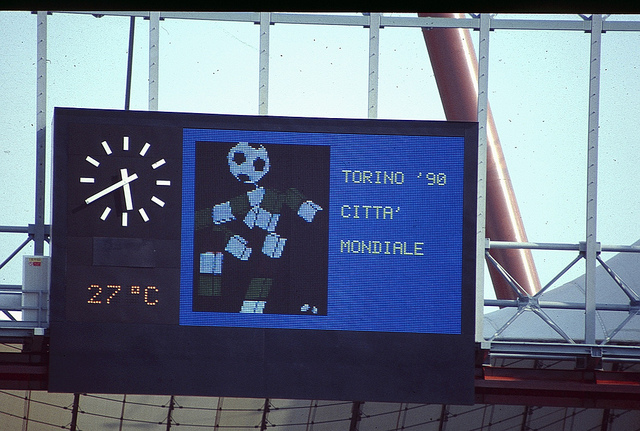 TORINO '90
CITTA'
MONDIALE
27°C